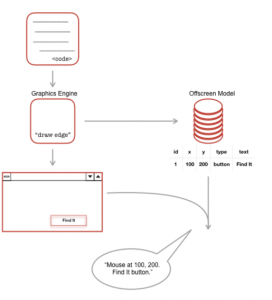 <code>
Graphics Engine
Offscreen Model
"draw edge"
id x y type text
1 100 200 button Find It
Find It
"Mouse at 100, 200.
Find It button."